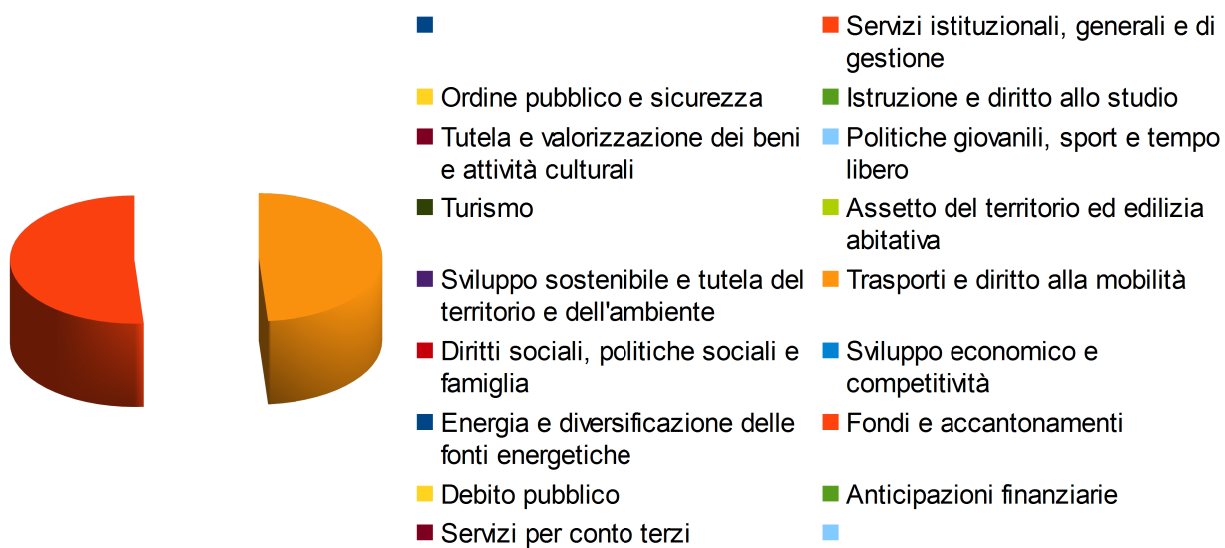 Servizi istituzionali, generali e di
gestione
Ordine pubblico e sicurezza
Istruzione e diritto allo studio
Tutela e valorizzazione dei beni
e attività culturali
Politiche giovanili, sport e tempo
libero
Turismo
Assetto del territorio ed edilizia
abitativa
Sviluppo sostenibile e tutela del
territorio e dell'ambiente
Trasporti e diritto alla mobilità
Diritti sociali, politiche sociali e
famiglia
Sviluppo economico e
competitività
Energia e diversificazione delle
fonti energetiche
Fondi e accantonamenti
Debito pubblico
Anticipazioni finanziarie
Servizi per conto terzi